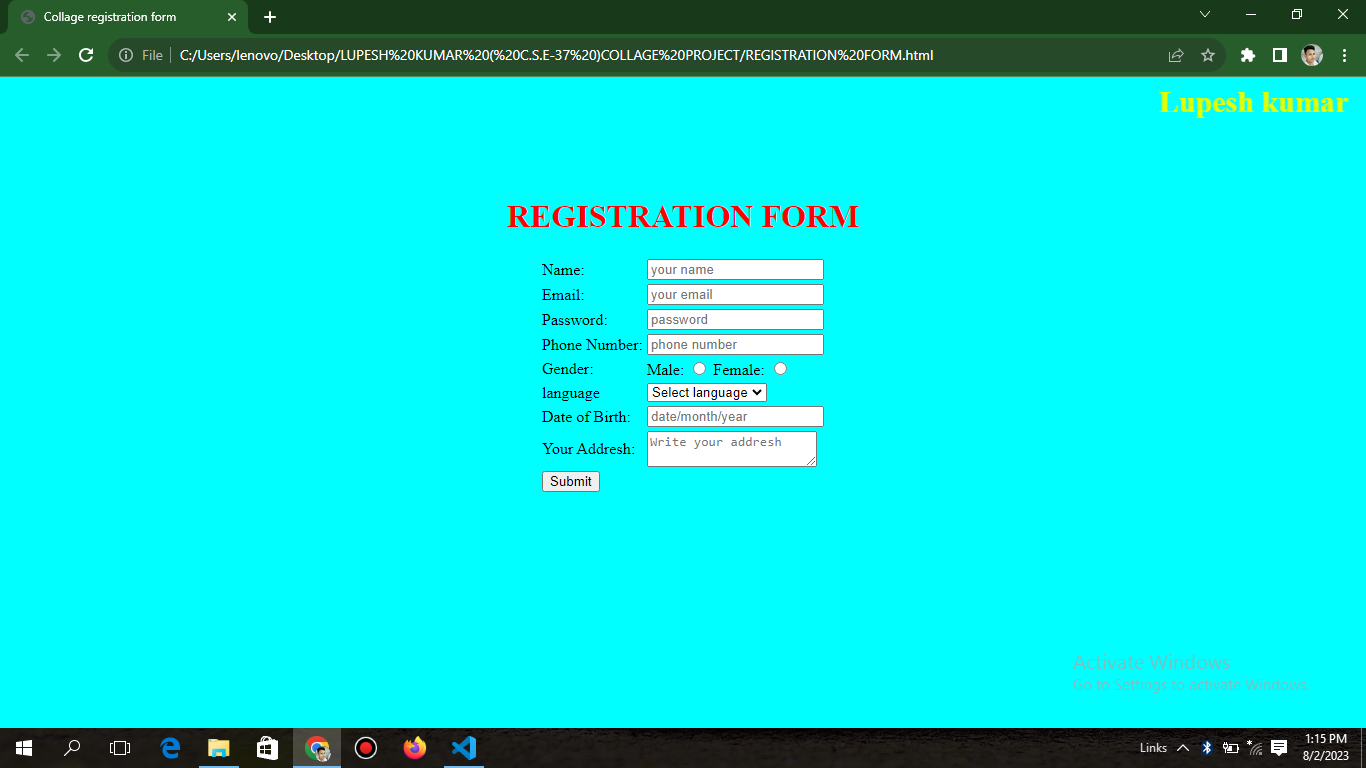 Collage registration form
File
C:/Users/lenovo/Desktop/LUPESH%20KUMAR%20(%20C.S.E-37%20)COLLAGE%20PROJECT/REGISTRATION%20FORM.html
Lupesh kumar
REGISTRATION FORM
Name: your name
Email: your email
Password: password
Phone Number: phone number
Gender: Male: Female:
language Select language
Date of Birth: date/month/year
Your Addresh: Write your addresh
Submit
Activate Windows
Go to Settings to activate Windows.
Links
1:15 PM
8/2/2023